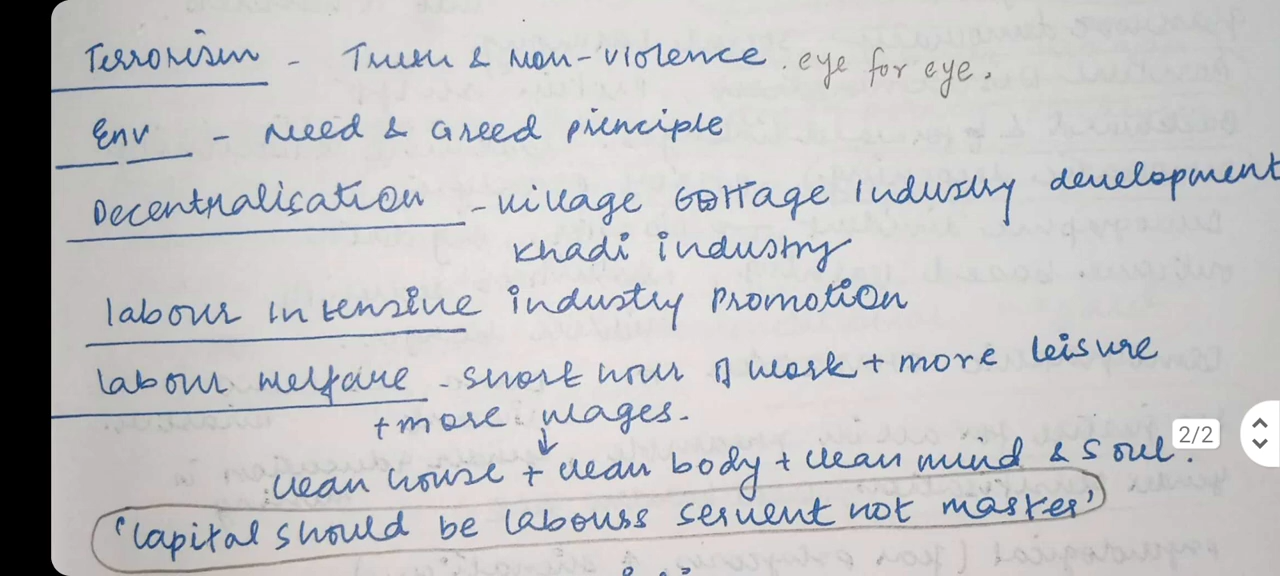 Terrorism - Truth & Non-violence. eye for eye.
Env - Need & Greed principle
Decentralisation - Village Cottage Industry development
Khadi industry
labour intensive industry promotion
labour welfare - short hour of work + more leisure
+ more wages.
clean house + clean body + clean mind & soul.
'Capital should be labours servent not master'
2/2